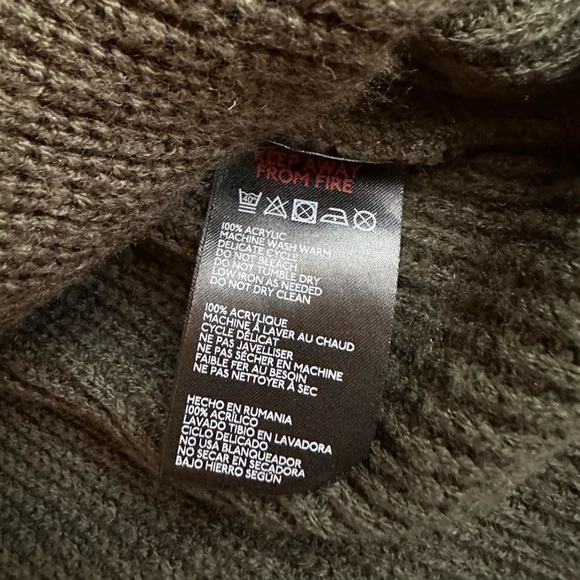 KEEP AWAY
FROM FIRE
40°
100% ACRYLIC
MACHINE WASH WARM
DELICATE CYCLE
DO NOT BLEACH
DO NOT TUMBLE DRY
LOW IRON AS NEEDED
DO NOT DRY CLEAN
100% ACRYLIQUE
MACHINE À LAVER AU CHAUD
CYCLE DÉLICAT
NE PAS JAVELLISER
NE PAS SÉCHER EN MACHINE
FAIBLE FER AU BESOIN
NE PAS NETTOYER À SEC
HECHO EN RUMANIA
100% ACRÍLICO
LAVADO TIBIO EN LAVADORA
CICLO DELICADO
NO USA BLANQUEADOR
NO SECAR EN SECADORA
BAJO HIERRO SEGÚN